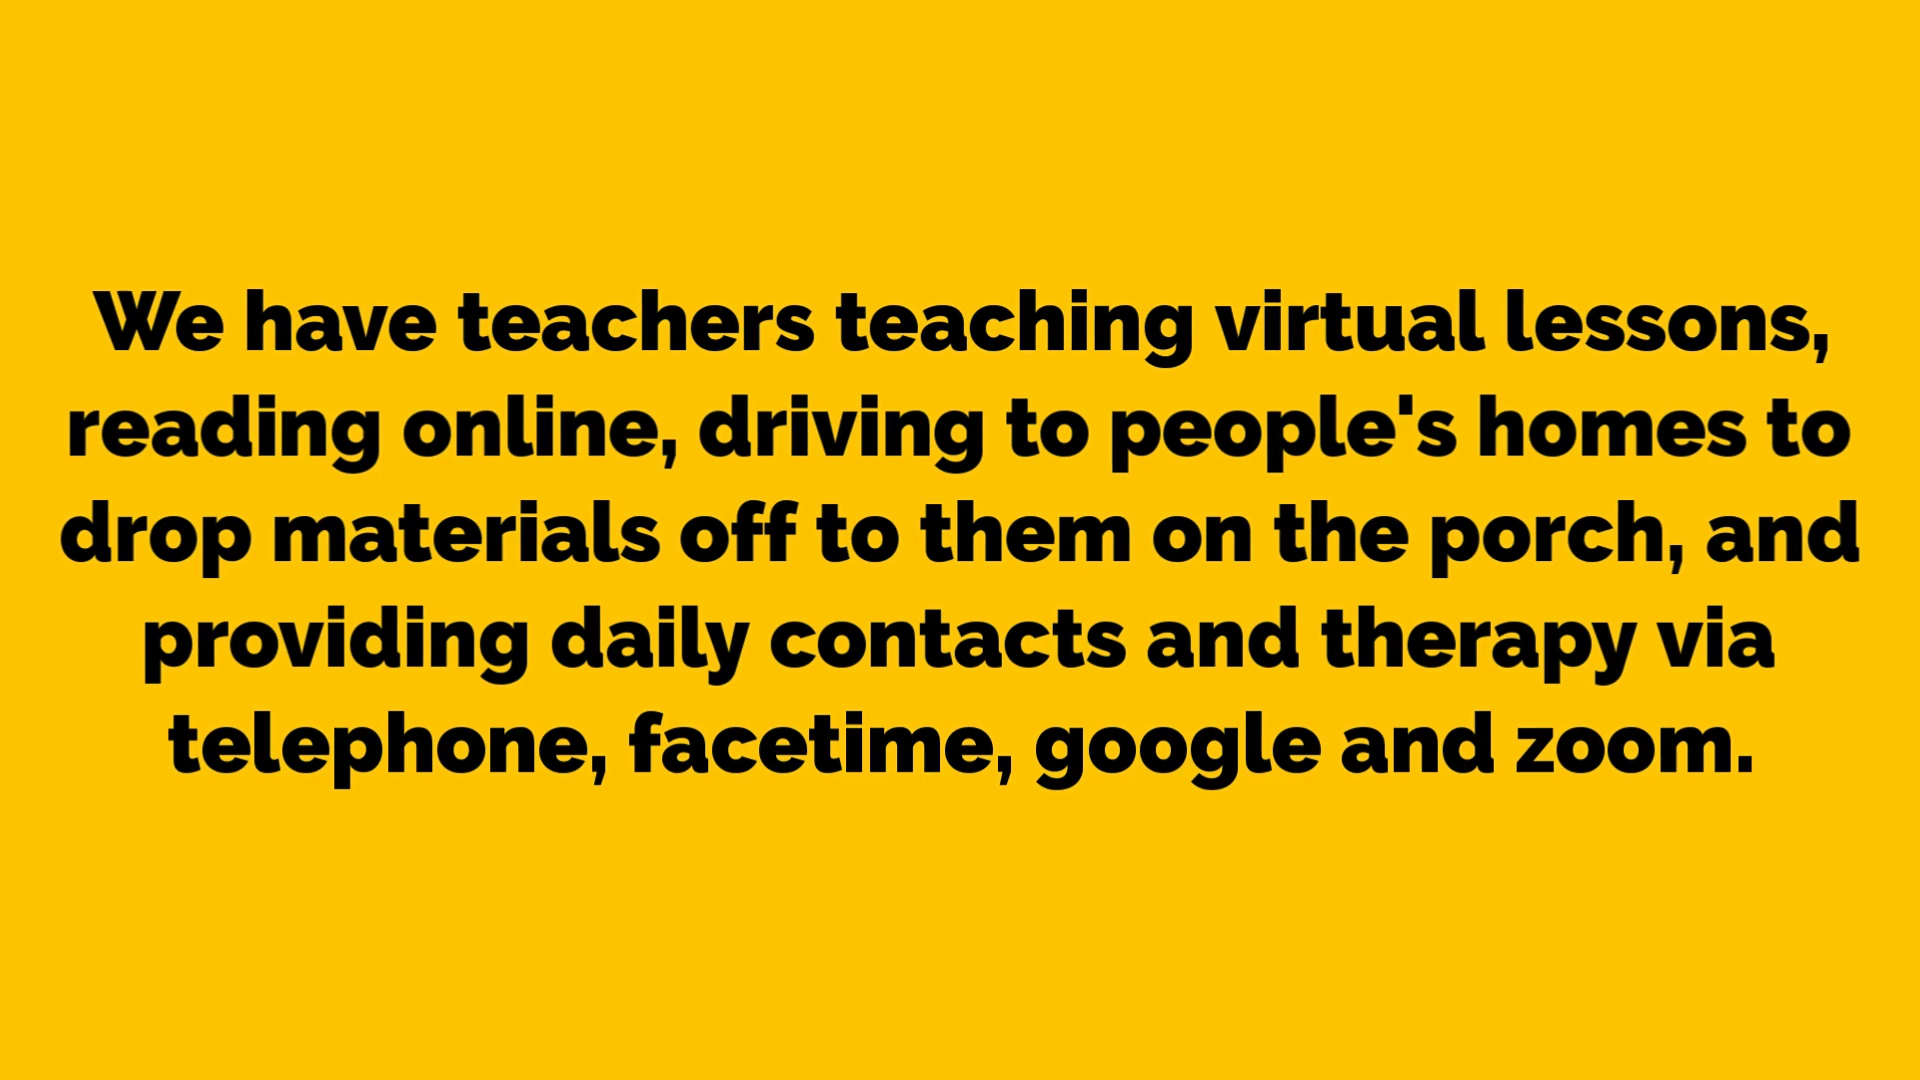 We have teachers teaching virtual lessons,
reading online, driving to people's homes to
drop materials off to them on the porch, and
providing daily contacts and therapy via
telephone, facetime, google and zoom.